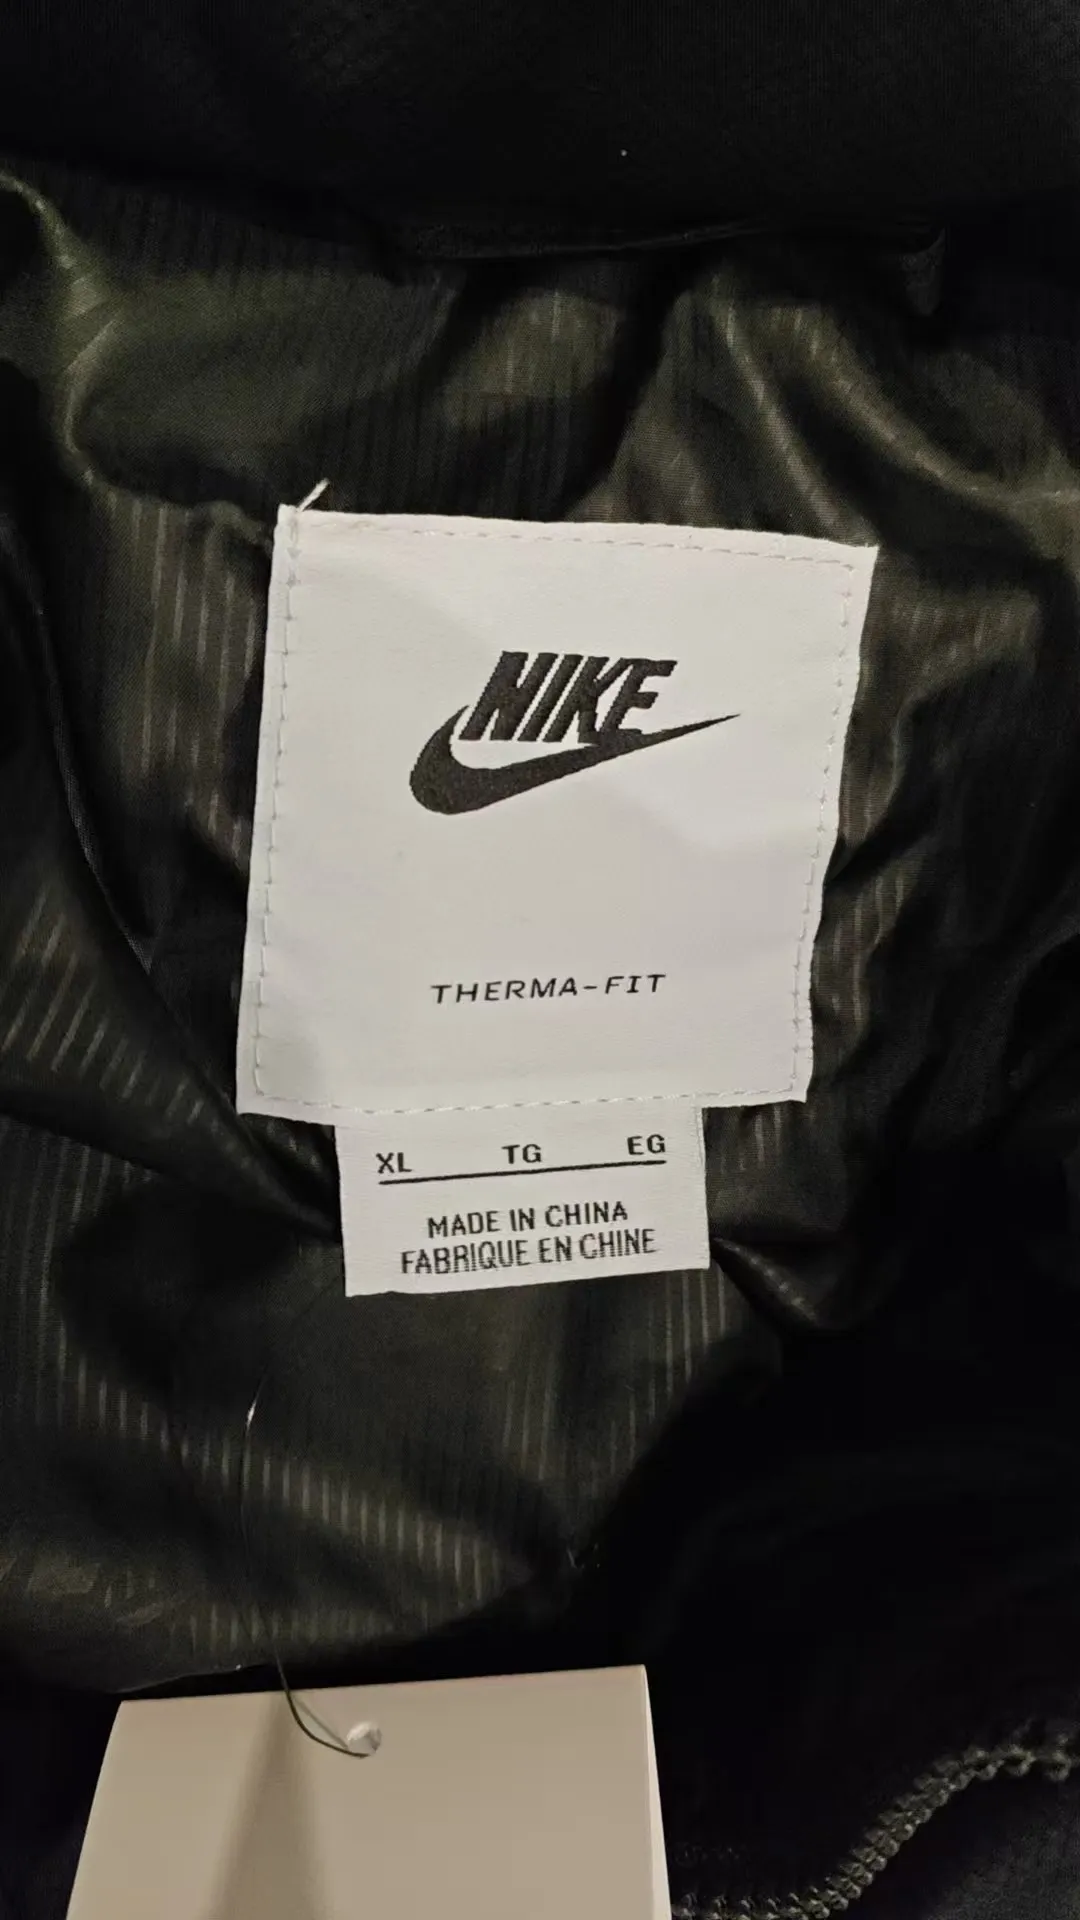 NIKE
THERMA-FIT
XL TG EG
MADE IN CHINA
FABRIQUE EN CHINE